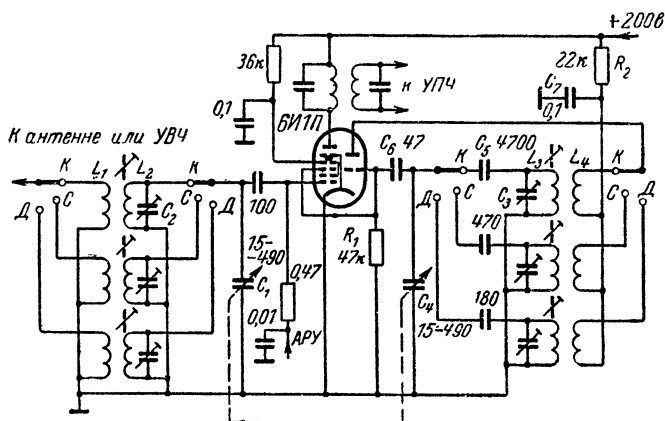 +200в
36к
22к
R₂
к УПЧ
C₇
0,1
0,1
6И1П
К антенне или УВЧ
C₆ 47
C₅ 4700
К
L₁
L₂
К
К
L₃
L₄
К
Д
С
C₂
С
Д
100
Д
С
C₃
С
Д
15-
-490
C₁
0,47
R₁
47к
470
C₄
180
15-490
0,01
АРУ